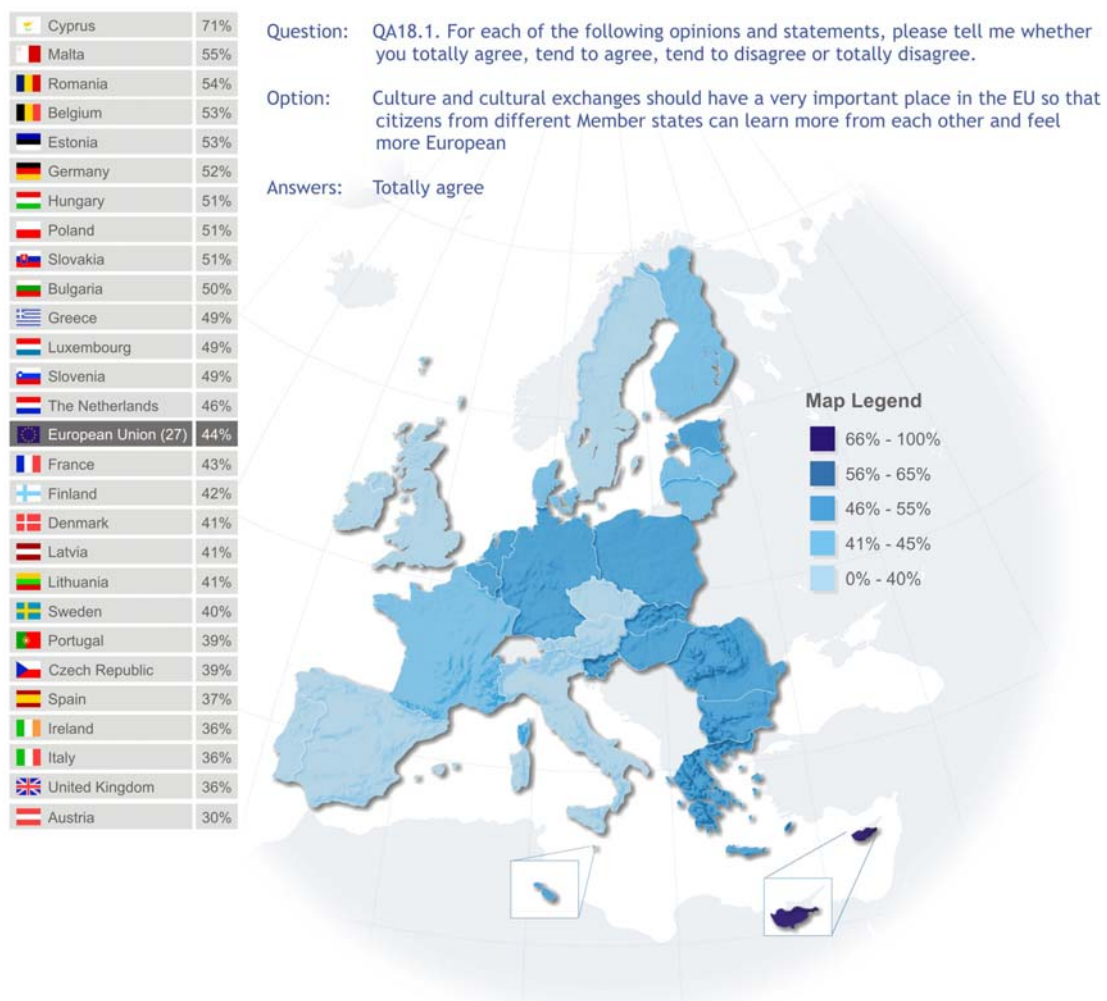 Cyprus 71%
Malta 55%
Romania 54%
Belgium 53%
Estonia 53%
Germany 52%
Hungary 51%
Poland 51%
Slovakia 51%
Bulgaria 50%
Greece 49%
Luxembourg 49%
Slovenia 49%
The Netherlands 46%
European Union (27) 44%
France 43%
Finland 42%
Denmark 41%
Latvia 41%
Lithuania 41%
Sweden 40%
Portugal 39%
Czech Republic 39%
Spain 37%
Ireland 36%
Italy 36%
United Kingdom 36%
Austria 30%
Question: QA18.1. For each of the following opinions and statements, please tell me whether
you totally agree, tend to agree, tend to disagree or totally disagree.
Option: Culture and cultural exchanges should have a very important place in the EU so that
citizens from different Member states can learn more from each other and feel
more European
Answers: Totally agree
Map Legend
66% - 100%
56% - 65%
46% - 55%
41% - 45%
0% - 40%